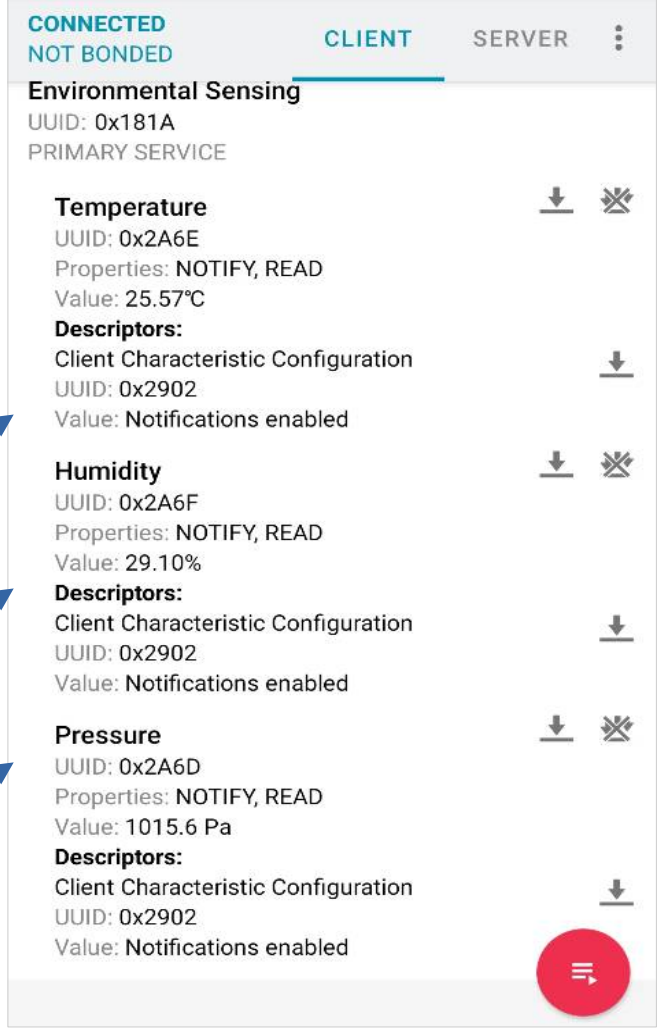 CONNECTED
NOT BONDED
CLIENT
SERVER
Environmental Sensing
UUID: 0x181A
PRIMARY SERVICE
Temperature
UUID: 0x2A6E
Properties: NOTIFY, READ
Value: 25.57°C
Descriptors:
Client Characteristic Configuration
UUID: 0x2902
Value: Notifications enabled
Humidity
UUID: 0x2A6F
Properties: NOTIFY, READ
Value: 29.10%
Descriptors:
Client Characteristic Configuration
UUID: 0x2902
Value: Notifications enabled
Pressure
UUID: 0x2A6D
Properties: NOTIFY, READ
Value: 1015.6 Pa
Descriptors:
Client Characteristic Configuration
UUID: 0x2902
Value: Notifications enabled